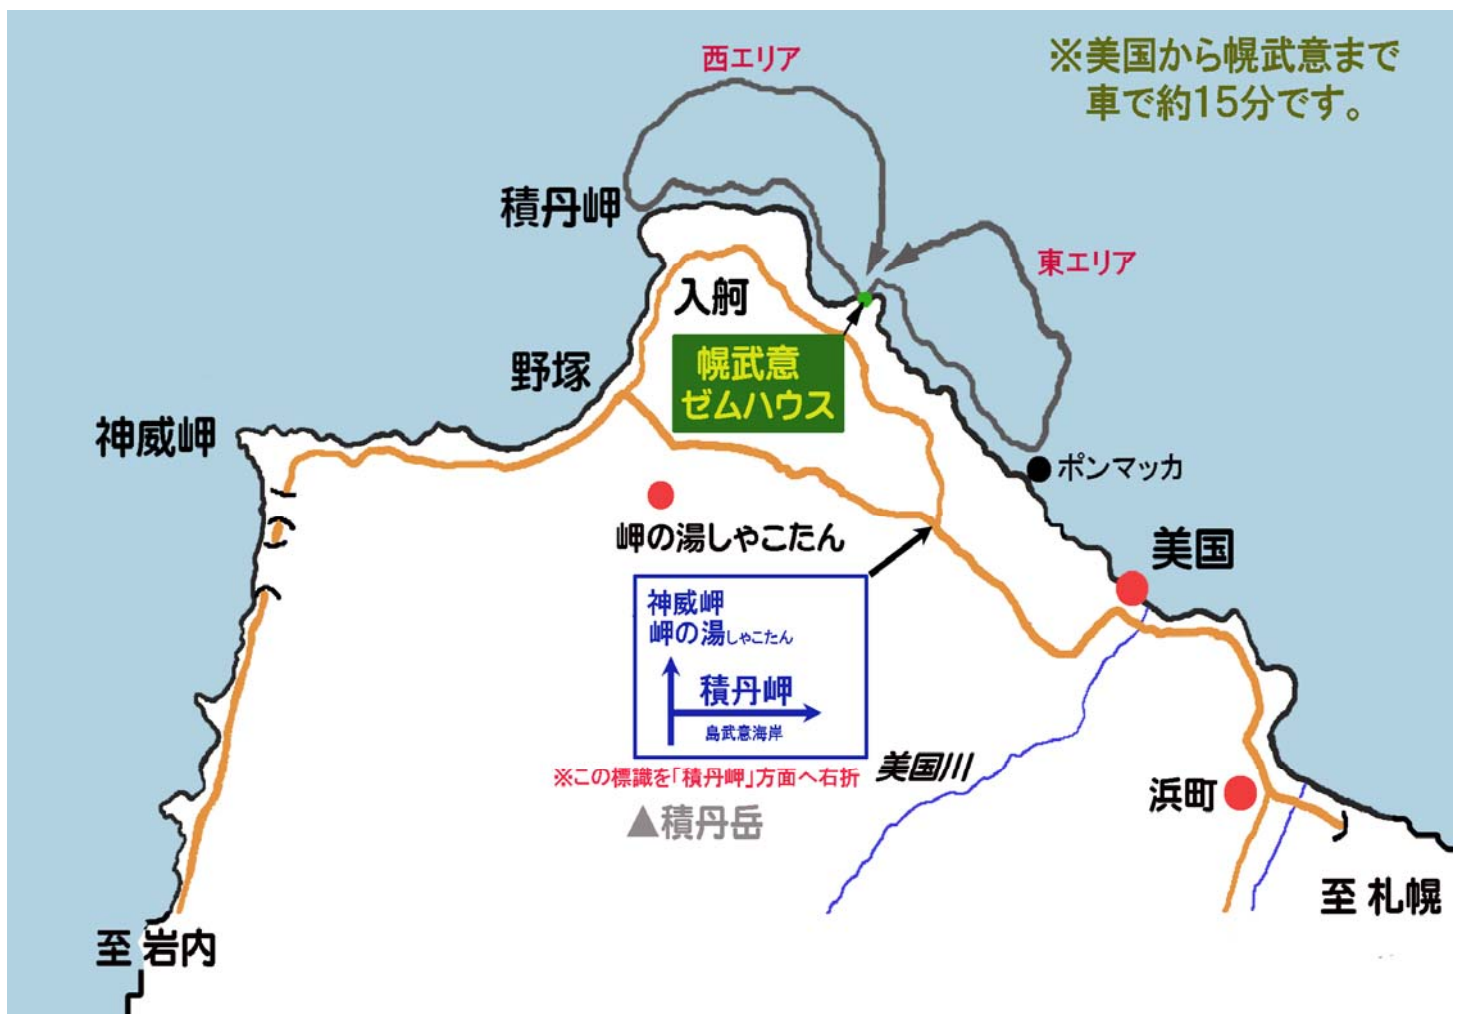 西エリア
※美国から幌武意まで
車で約15分です。
積丹岬
東エリア
入舸
幌武意
ゼムハウス
野塚
神威岬
ポンマッカ
岬の湯しゃこたん
美国
神威岬
岬の湯しゃこたん
積丹岬
島武意海岸
※この標識を「積丹岬」方面へ右折
美国川
▲積丹岳
浜町
至 札幌
至 岩内